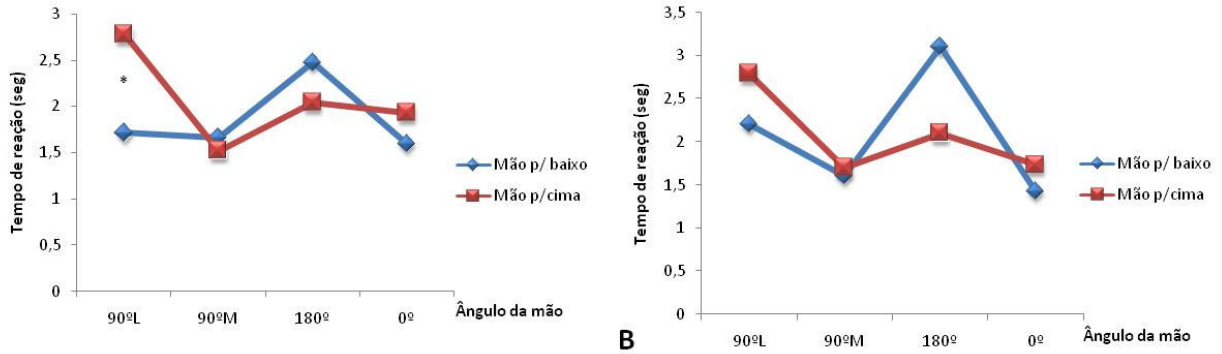 Tempo de reação (seg)
3
2,5
2
1,5
1
0,5
0
*
90ºL
90ºM
180º
0º
Ângulo da mão
Mão p/ baixo
Mão p/cima
B
Tempo de reação (seg)
3,5
3
2,5
2
1,5
1
0,5
0
90ºL
90ºM
180º
0º
Ângulo da mão
Mão p/ baixo
Mão p/cima